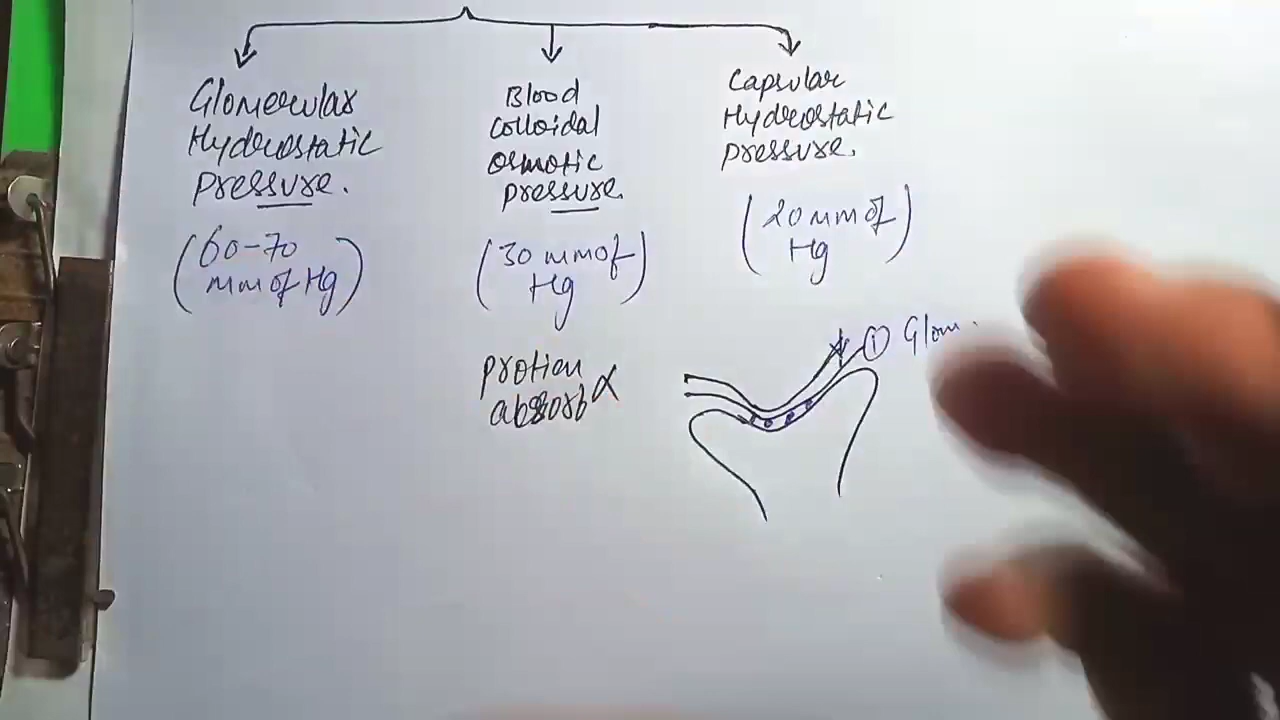 Glomerular
Hydrostatic
pressure.
(60-70
mm of Hg)
Blood
colloidal
osmotic
pressure.
(30 mm of
Hg)
protien
absorb
Capsular
Hydrostatic
pressure.
(20 mm of
Hg)
① Glom.